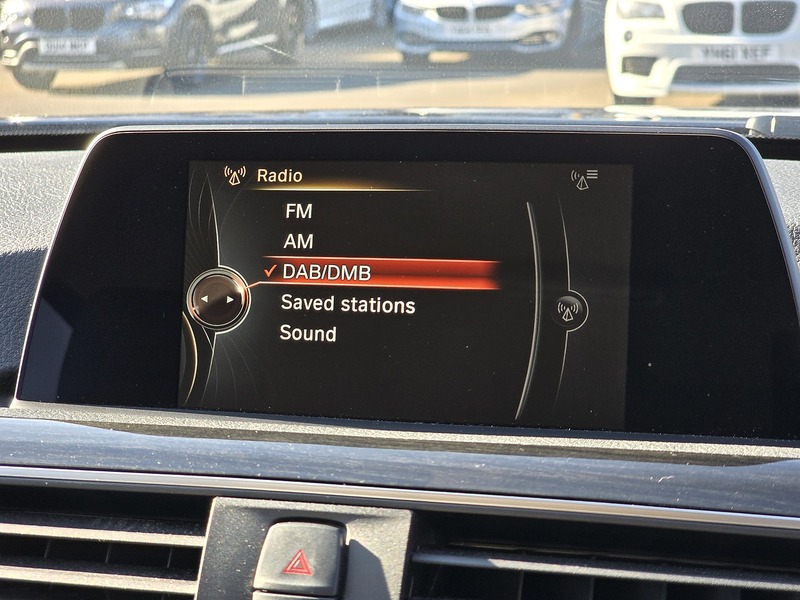 Radio
FM
AM
DAB/DMB
Saved stations
Sound